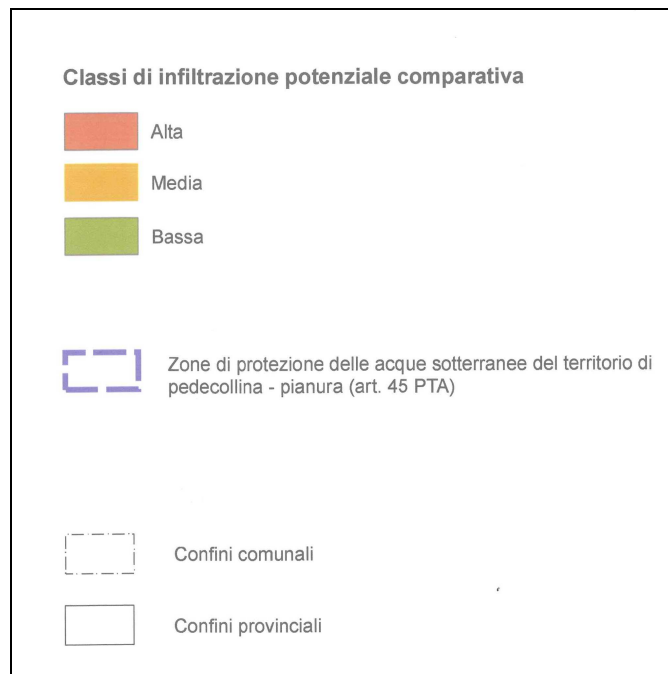 Classi di infiltrazione potenziale comparativa
Alta
Media
Bassa
Zone di protezione delle acque sotterranee del territorio di
pedecollina - pianura (art. 45 PTA)
Confini comunali
Confini provinciali